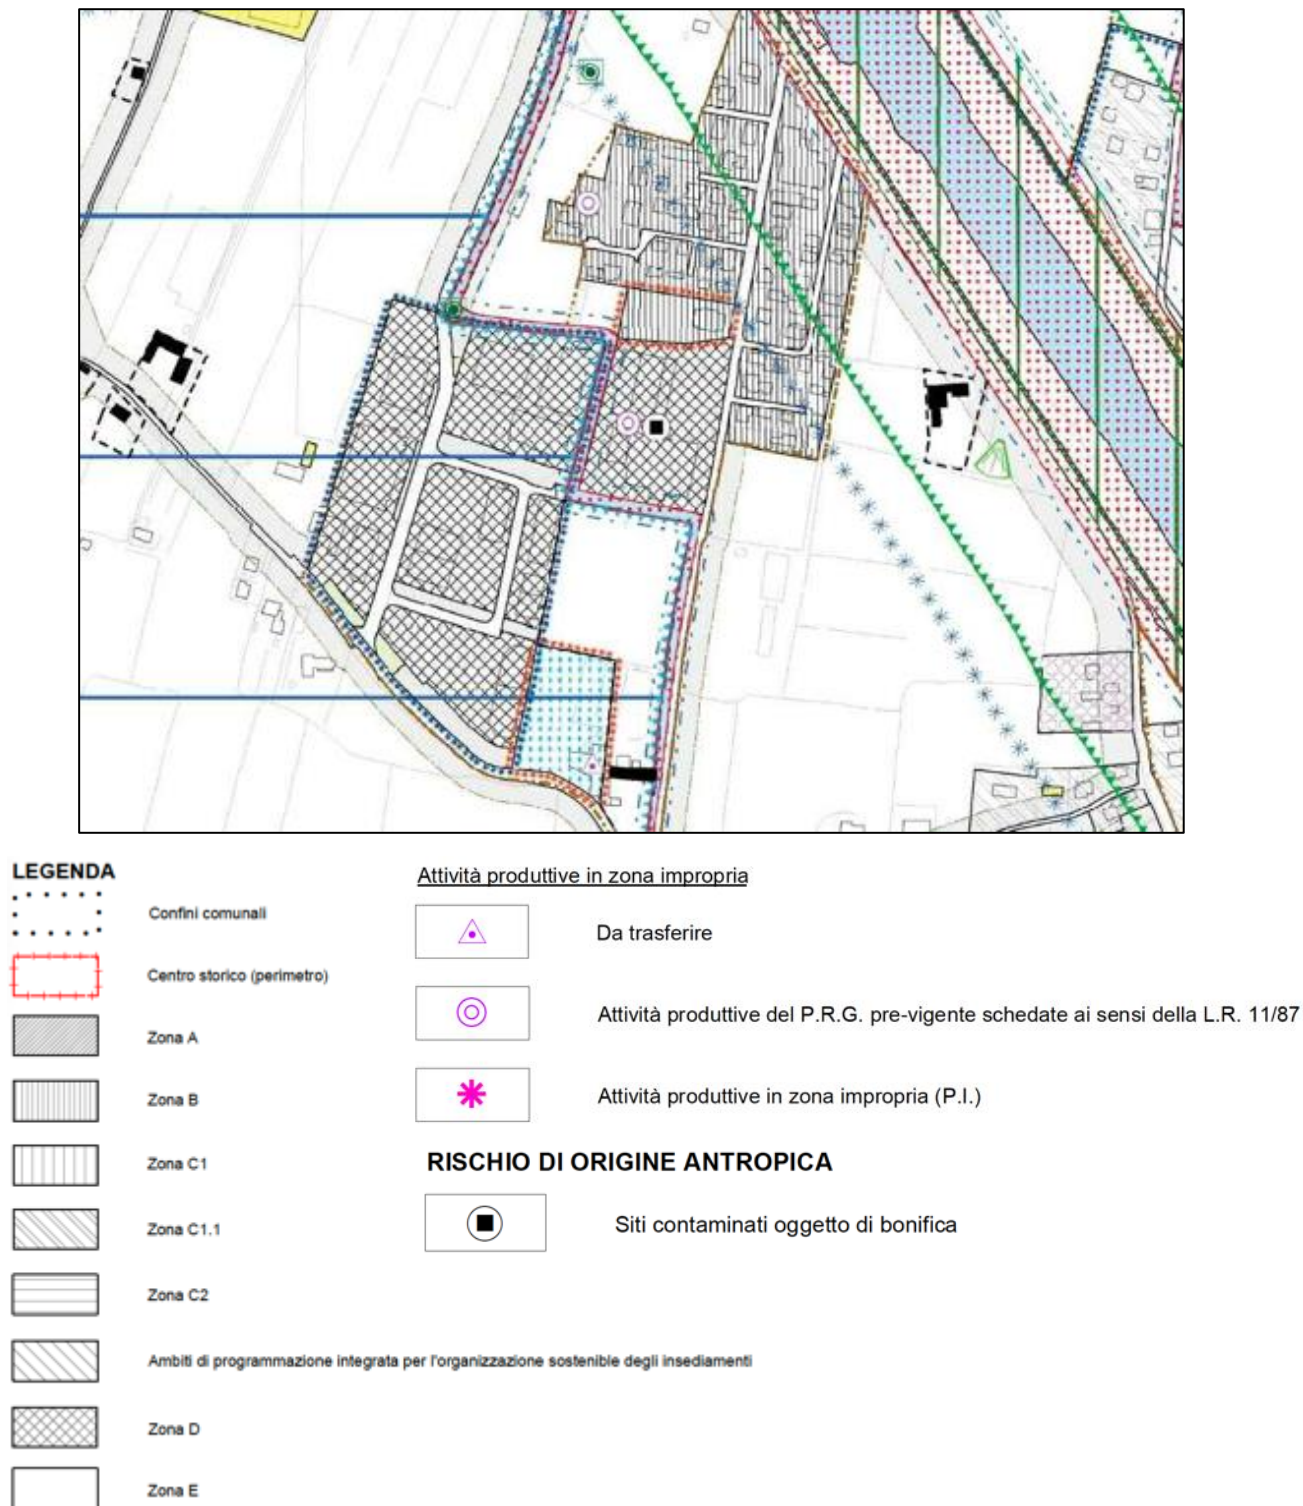 LEGENDA
Confini comunali
Centro storico (perimetro)
Zona A
Zona B
Zona C1
Zona C1.1
Zona C2
Ambiti di programmazione integrata per l'organizzazione sostenible degli insediamenti
Zona D
Zona E
Attività produttive in zona impropria
Da trasferire
Attività produttive del P.R.G. pre-vigente schedate ai sensi della L.R. 11/87
Attività produttive in zona impropria (P.I.)
RISCHIO DI ORIGINE ANTROPICA
Siti contaminati oggetto di bonifica